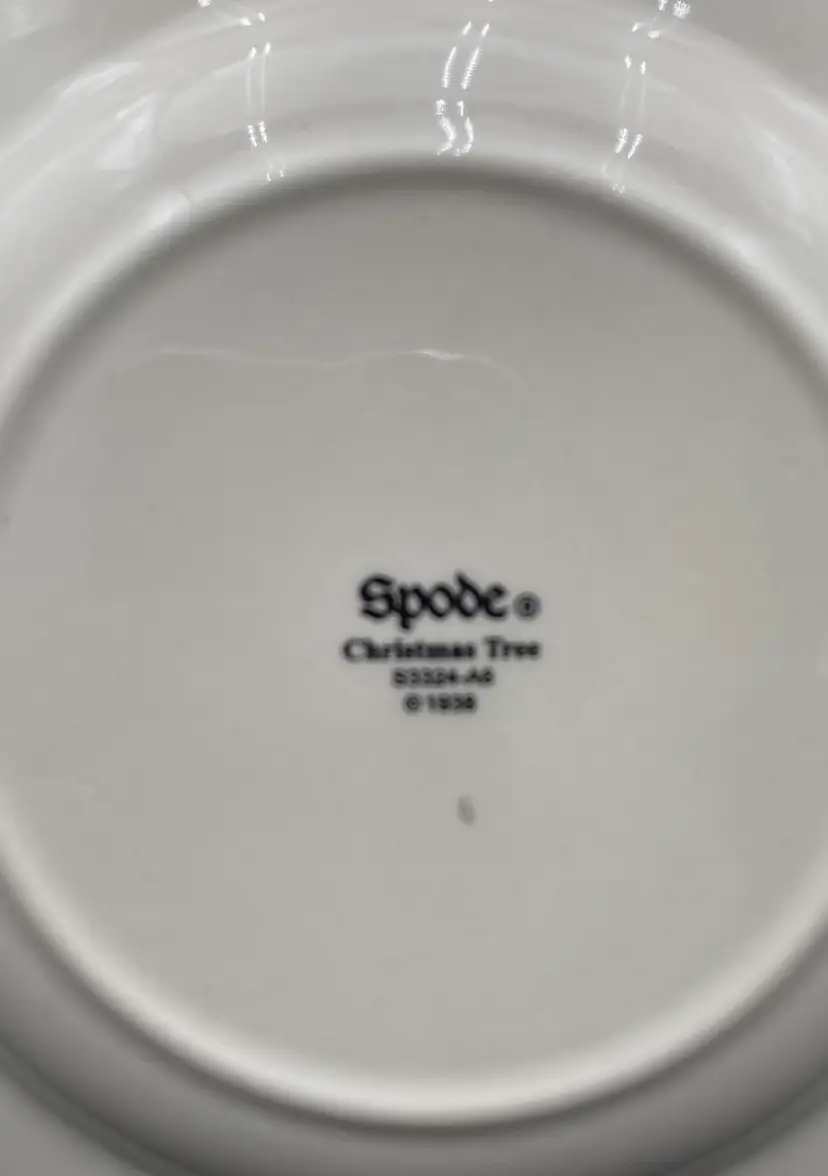 Spode ®
Christmas Tree
S3324-A6
© 1938